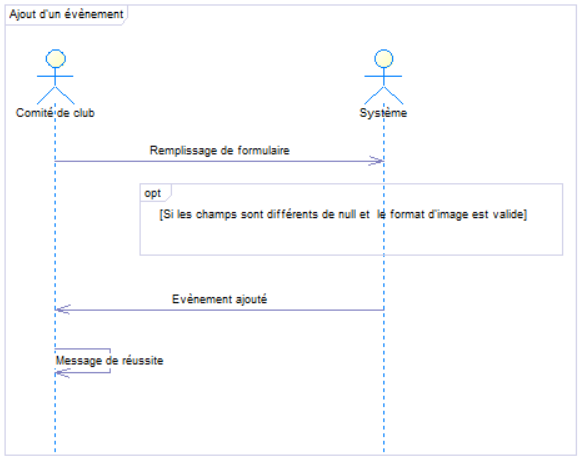 Ajout d'un évènement
Comité de club
Système
Remplissage de formulaire
opt
[Si les champs sont différents de null et le format d'image est valide]
Evènement ajouté
Message de réussite